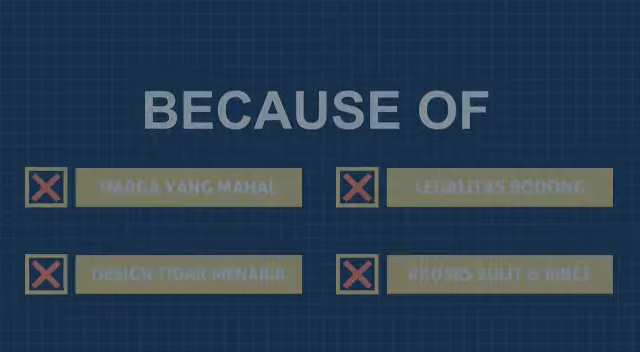 BECAUSE OF
HARGA YANG MAHAL
LEGALITAS BODONG
DESIGN TIDAK MENARIK
PROSES SULIT & RIBET